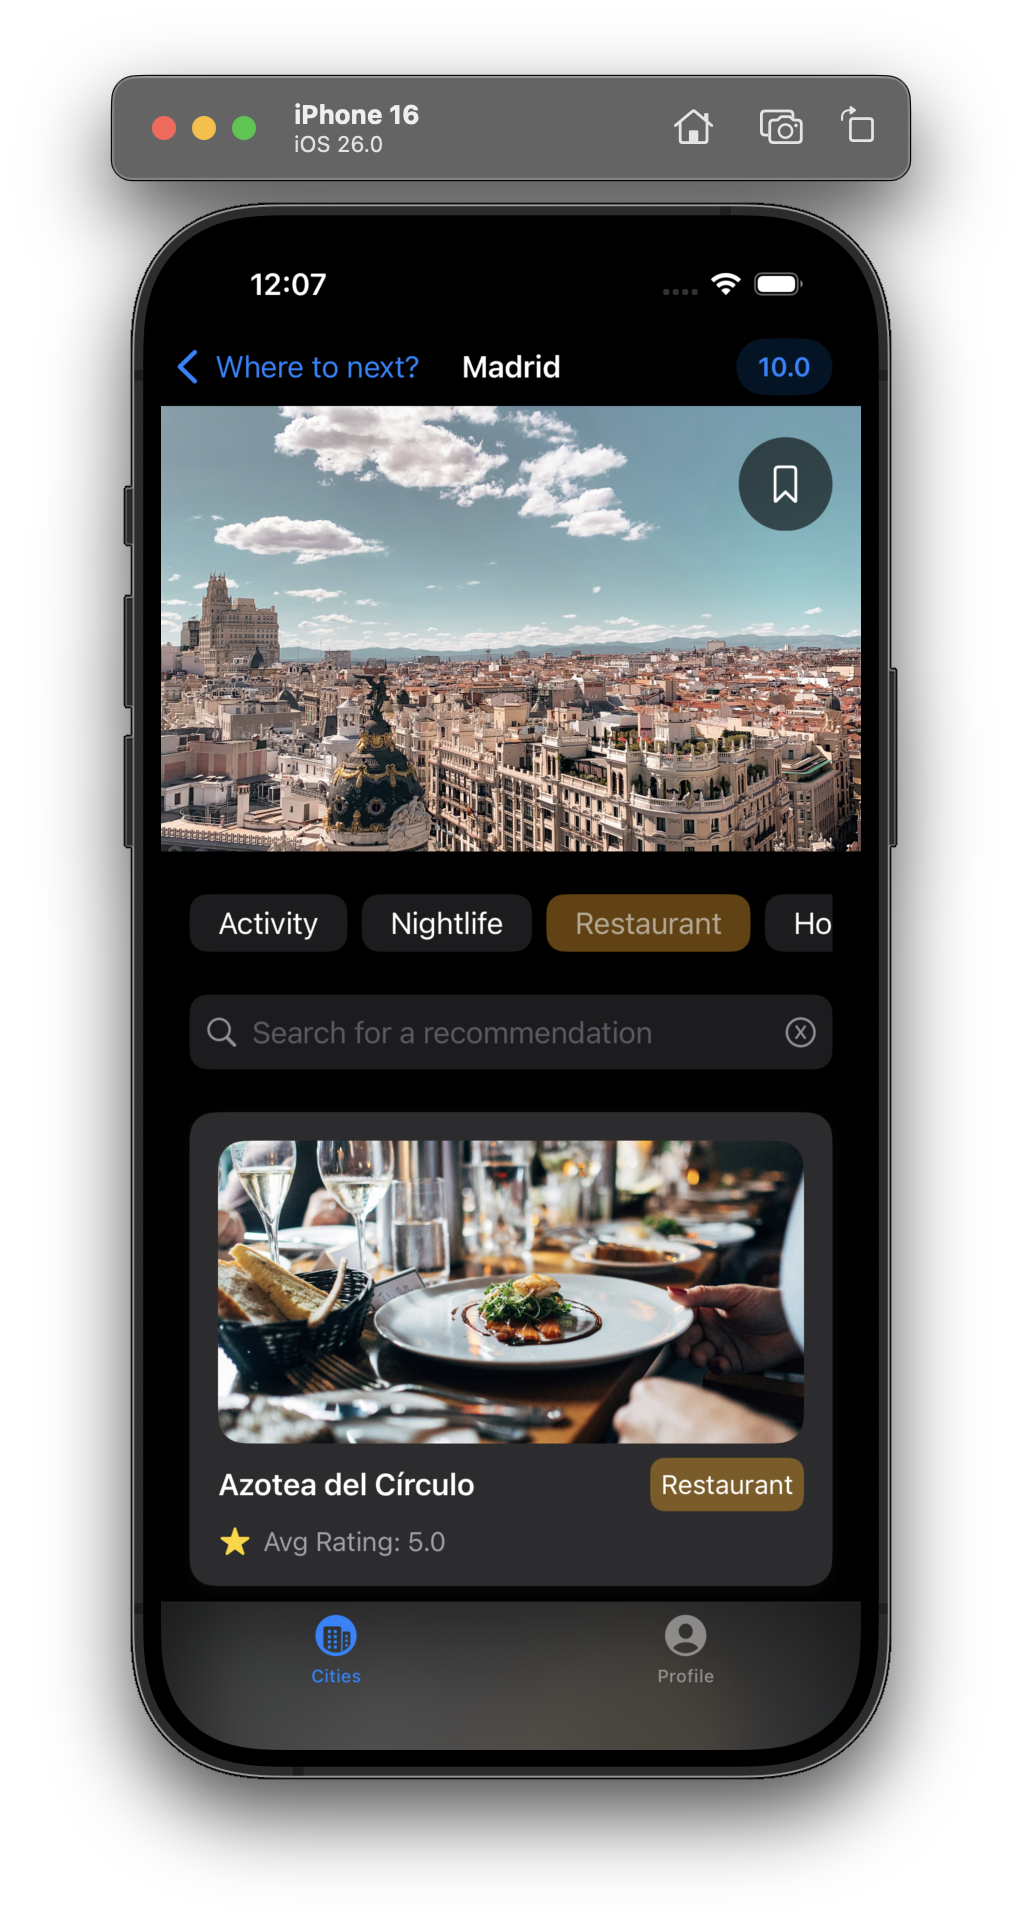 iPhone 16
iOS 26.0
12:07
Where to next? Madrid 10.0
Activity Nightlife Restaurant Ho
Search for a recommendation
Azotea del Círculo Restaurant
Avg Rating: 5.0
Cities Profile